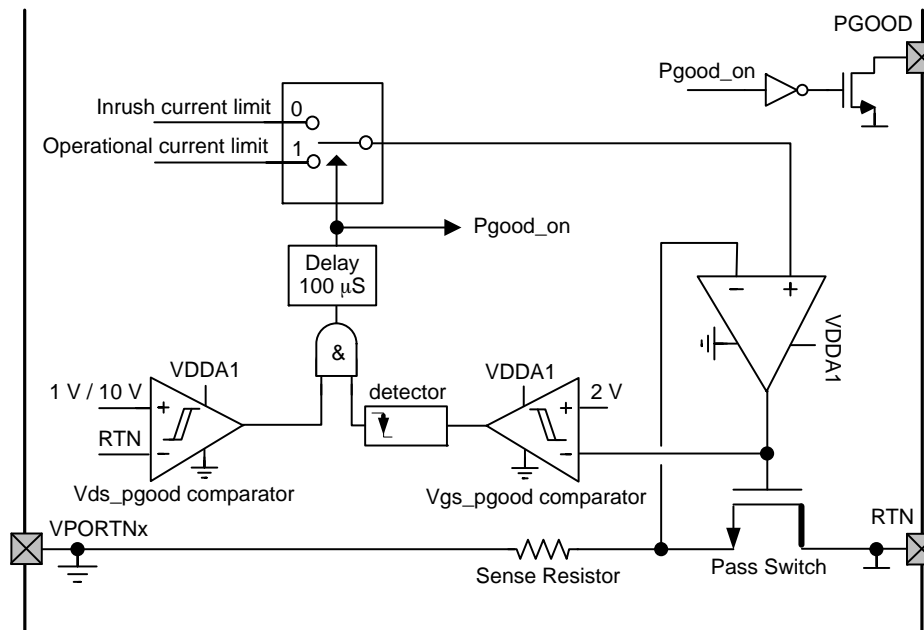 PGOOD
Pgood_on
Inrush current limit
0
Operational current limit
1
Pgood_on
Delay
100 μS
− +
VDDA1
&
VDDA1
VDDA1
1 V / 10 V
+
detector
+
2 V
RTN
−
−
Vds_pgood comparator
Vgs_pgood comparator
VPORTNx
RTN
Sense Resistor
Pass Switch